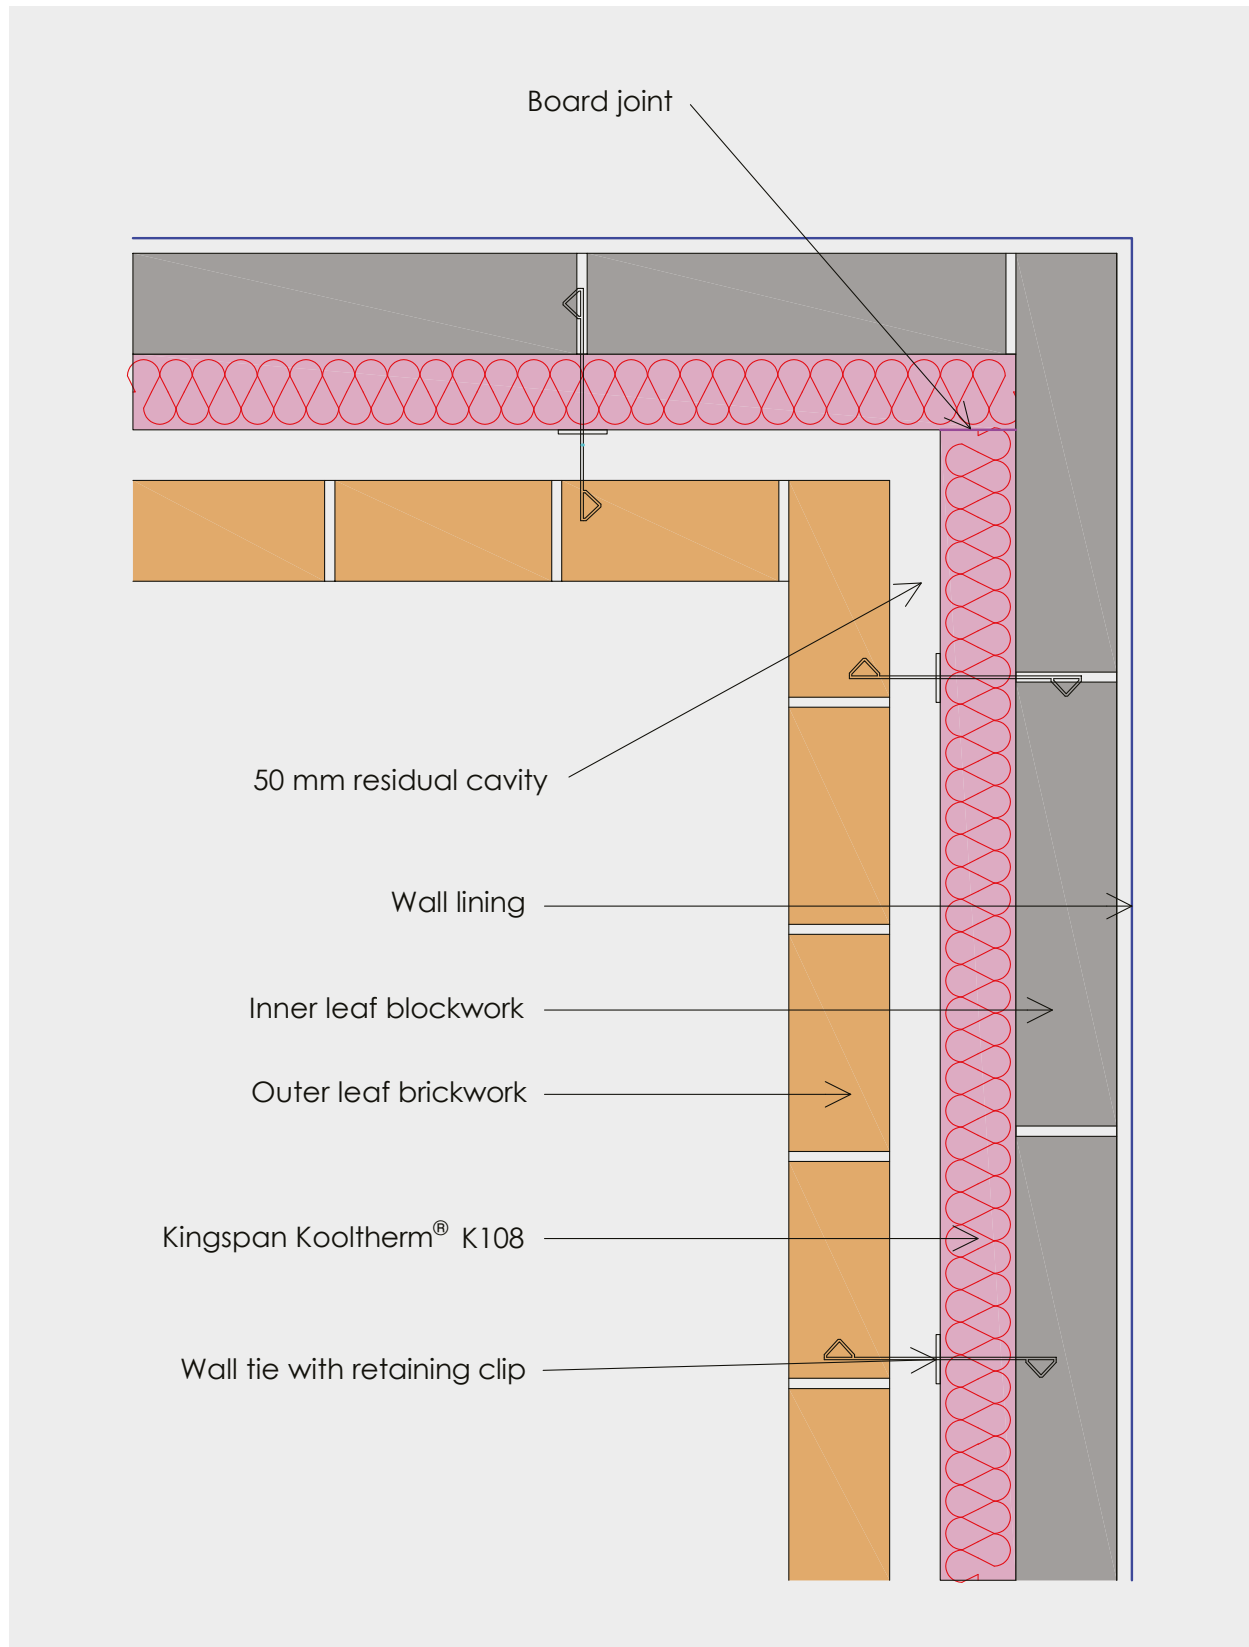 Board joint
50 mm residual cavity
Wall lining
Inner leaf blockwork
Outer leaf brickwork
Kingspan Kooltherm® K108
Wall tie with retaining clip